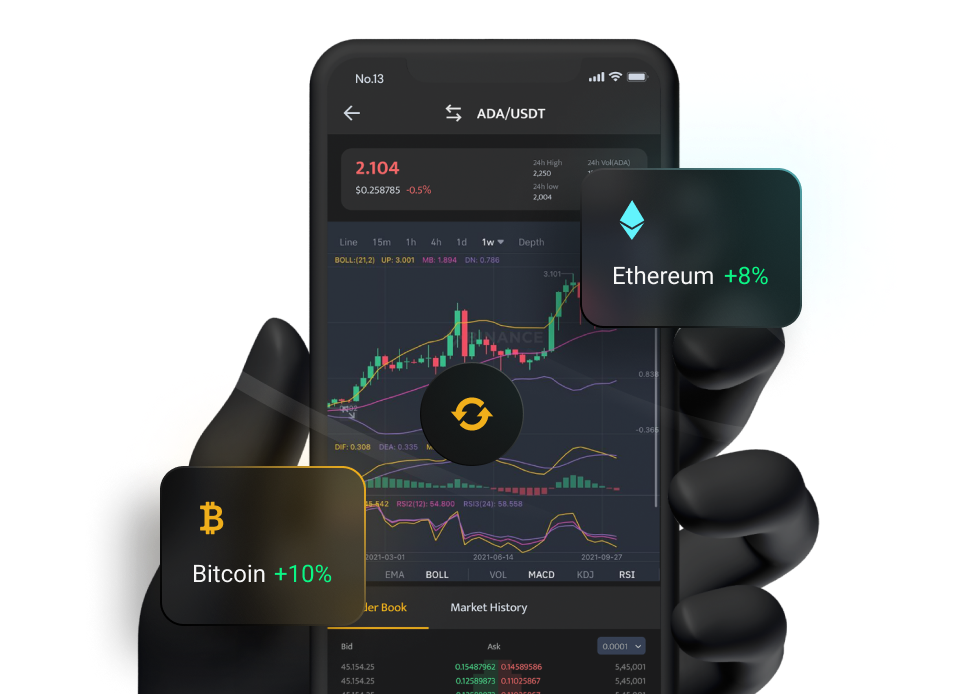 No.13
ADA/USDT
2.104
$0.258785 -0.5%
24h High
2,250
24h low
2,004
24h Vol(ADA)
Ethereum +8%
Line 15m 1h 4h 1d 1w Depth
BOLL:(21,2) UP: 3.001 MB: 1.894 DN: 0.786
3.101
0.838
-0.365
DIF: 0.308 DEA: 0.335
RSI2(12): 54.800 RSI3(24): 58.558
2021-03-01 2021-06-14 2021-09-27
Bitcoin +10%
EMA BOLL VOL MACD KDJ RSI
der Book Market History
Bid Ask 0.0001
45.154.25 0.15487962 0.14589586 5,45,001
45.154.25 0.12589873 0.11025867 5,45,001